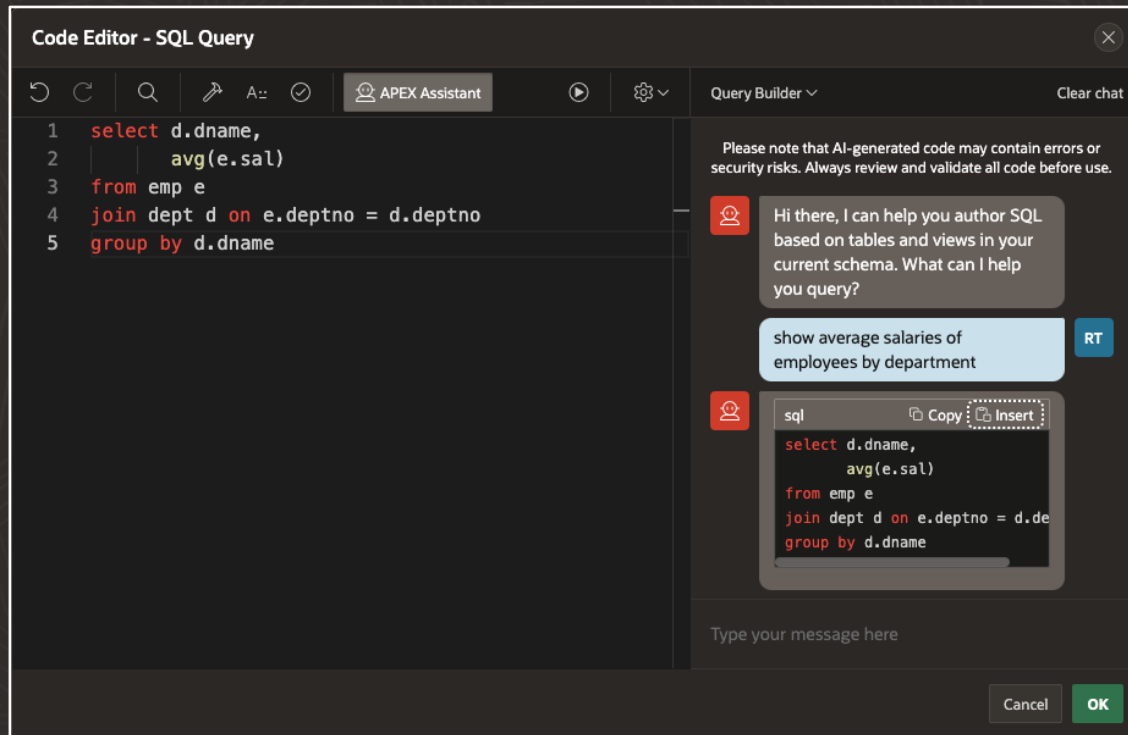 Code Editor - SQL Query
A:: APEX Assistant
Query Builder Clear chat
1 select d.dname,
2 avg(e.sal)
3 from emp e
4 join dept d on e.deptno = d.deptno
5 group by d.dname
Please note that AI-generated code may contain errors or
security risks. Always review and validate all code before use.
Hi there, I can help you author SQL
based on tables and views in your
current schema. What can I help
you query?
show average salaries of
employees by department
RT
sql Copy Insert
select d.dname,
avg(e.sal)
from emp e
join dept d on e.deptno = d.de
group by d.dname
Type your message here
Cancel OK